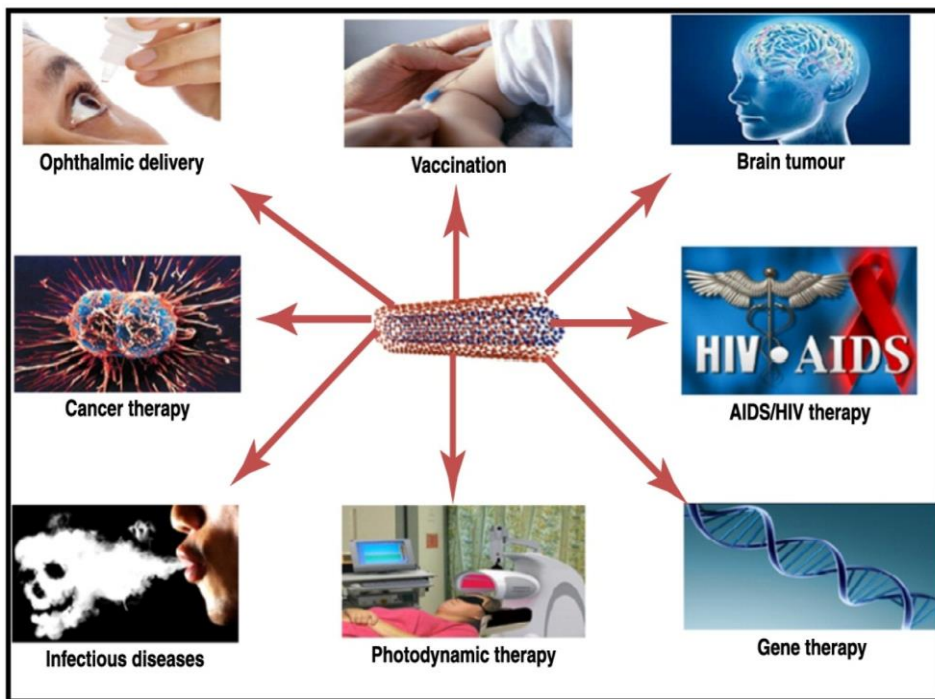 Ophthalmic delivery
Vaccination
Brain tumour
Cancer therapy
HIV • AIDS
AIDS/HIV therapy
Infectious diseases
Photodynamic therapy
Gene therapy